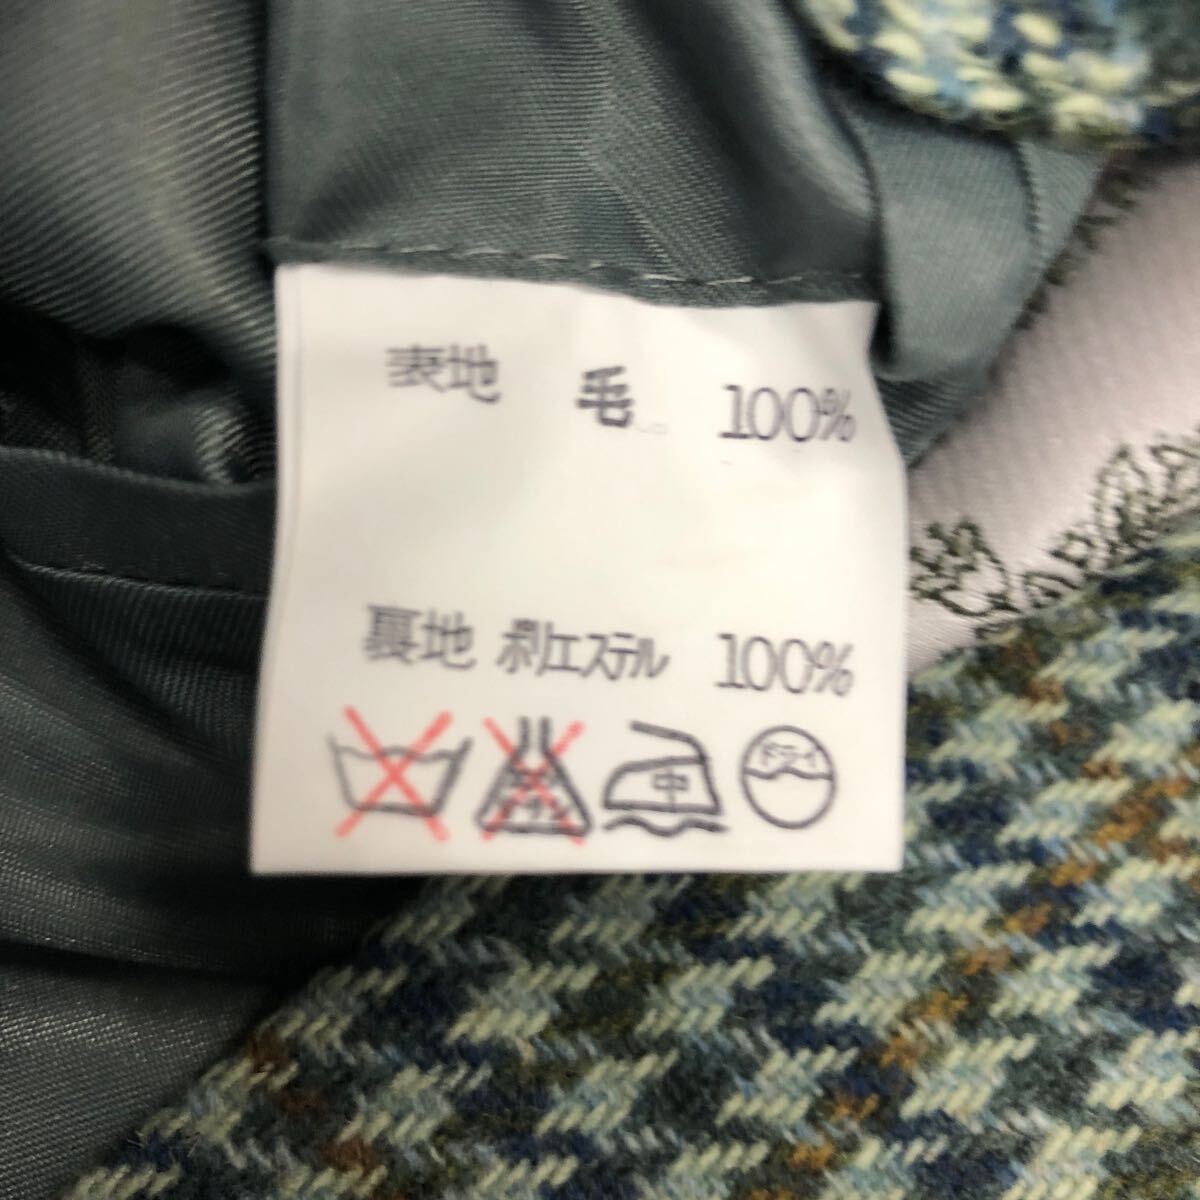 表地 毛 100%
裏地 ポリエステル 100%
中 ドライ